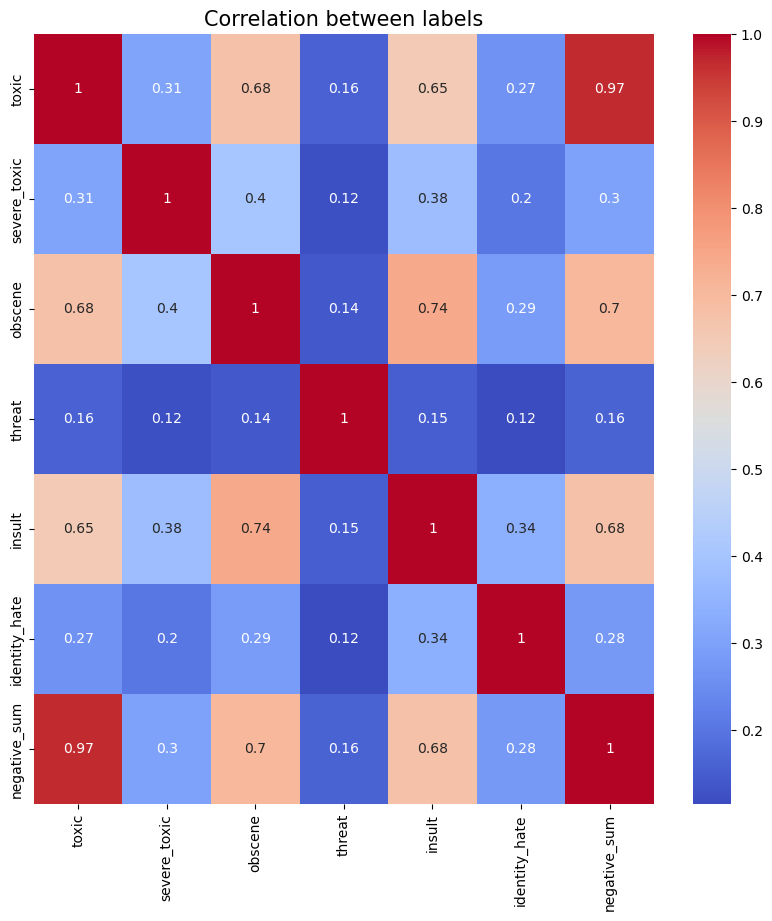 Correlation between labels
toxic
1 0.31 0.68 0.16 0.65 0.27 0.97
severe_toxic
0.31 1 0.4 0.12 0.38 0.2 0.3
obscene
0.68 0.4 1 0.14 0.74 0.29 0.7
threat
0.16 0.12 0.14 1 0.15 0.12 0.16
insult
0.65 0.38 0.74 0.15 1 0.34 0.68
identity_hate
0.27 0.2 0.29 0.12 0.34 1 0.28
negative_sum
0.97 0.3 0.7 0.16 0.68 0.28 1
toxic
severe_toxic
obscene
threat
insult
identity_hate
negative_sum
1.0
0.9
0.8
0.7
0.6
0.5
0.4
0.3
0.2